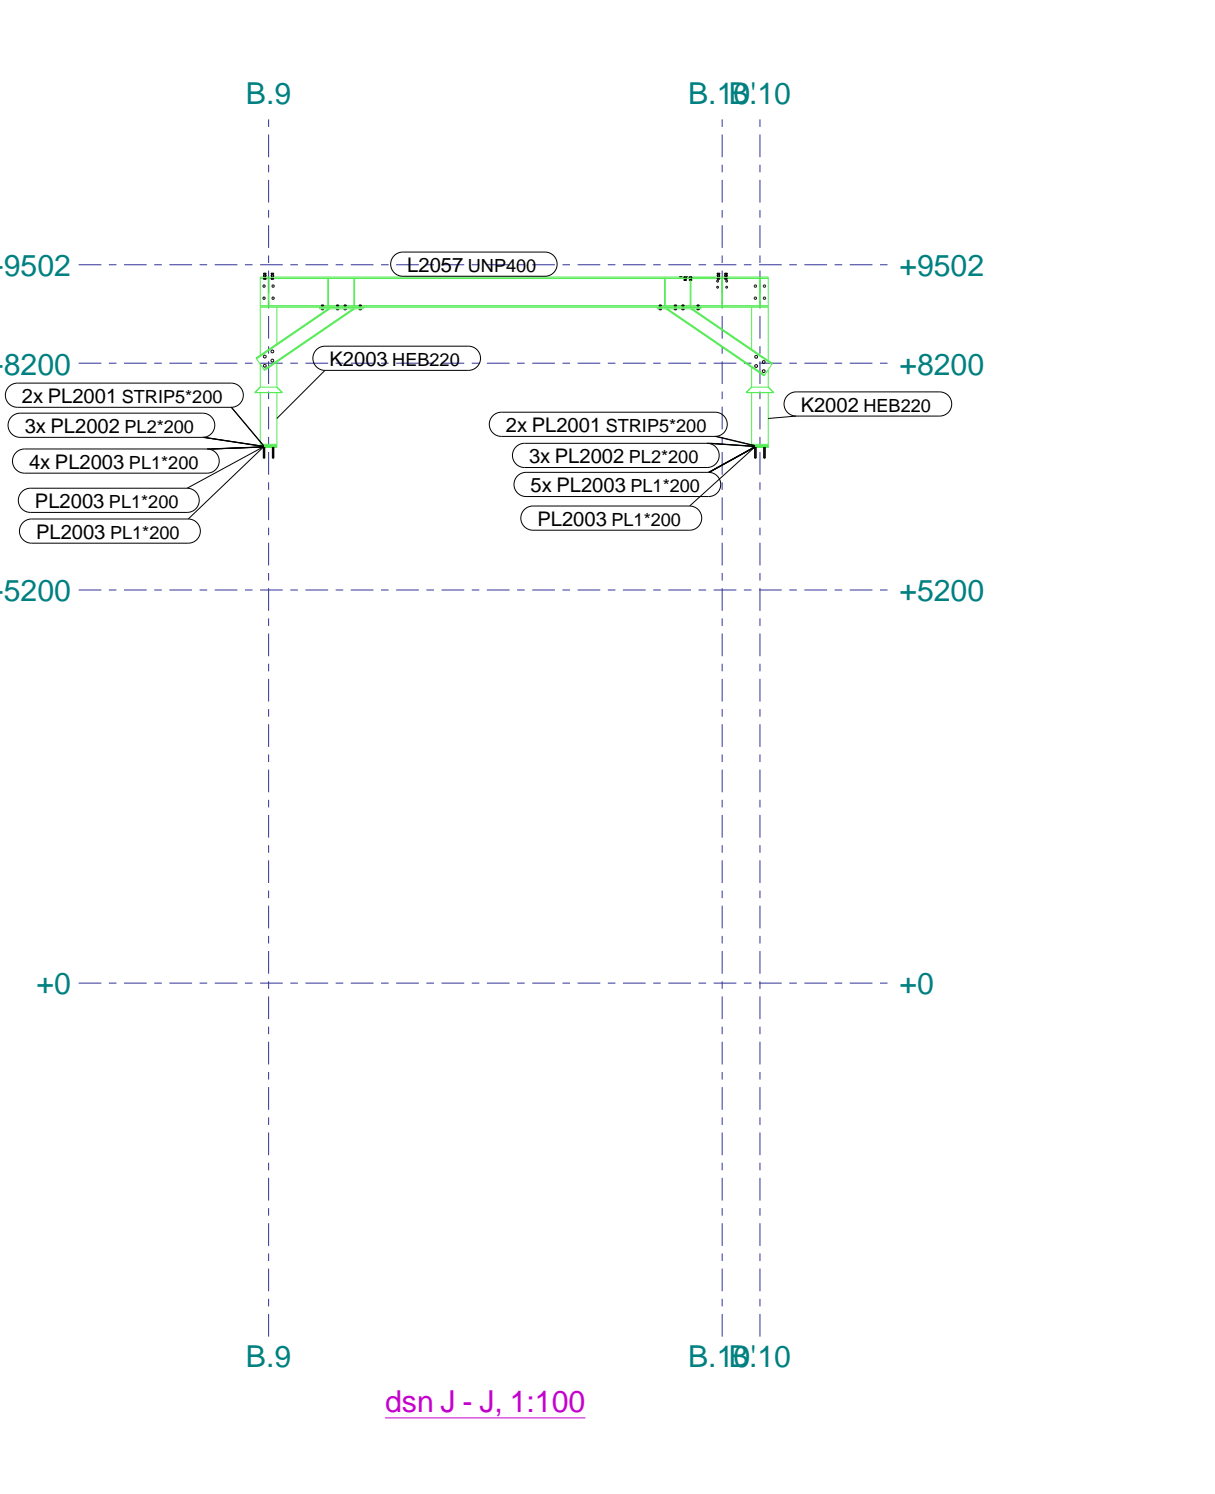 B.9
B.10
B'.10
+9502
L2057 UNP400
+9502
+8200
K2003 HEB220
+8200
2x PL2001 STRIP5*200
3x PL2002 PL2*200
4x PL2003 PL1*200
PL2003 PL1*200
PL2003 PL1*200
K2002 HEB220
2x PL2001 STRIP5*200
3x PL2002 PL2*200
5x PL2003 PL1*200
PL2003 PL1*200
+5200
+5200
+0
+0
B.9
B.10
B'.10
dsn J - J, 1:100